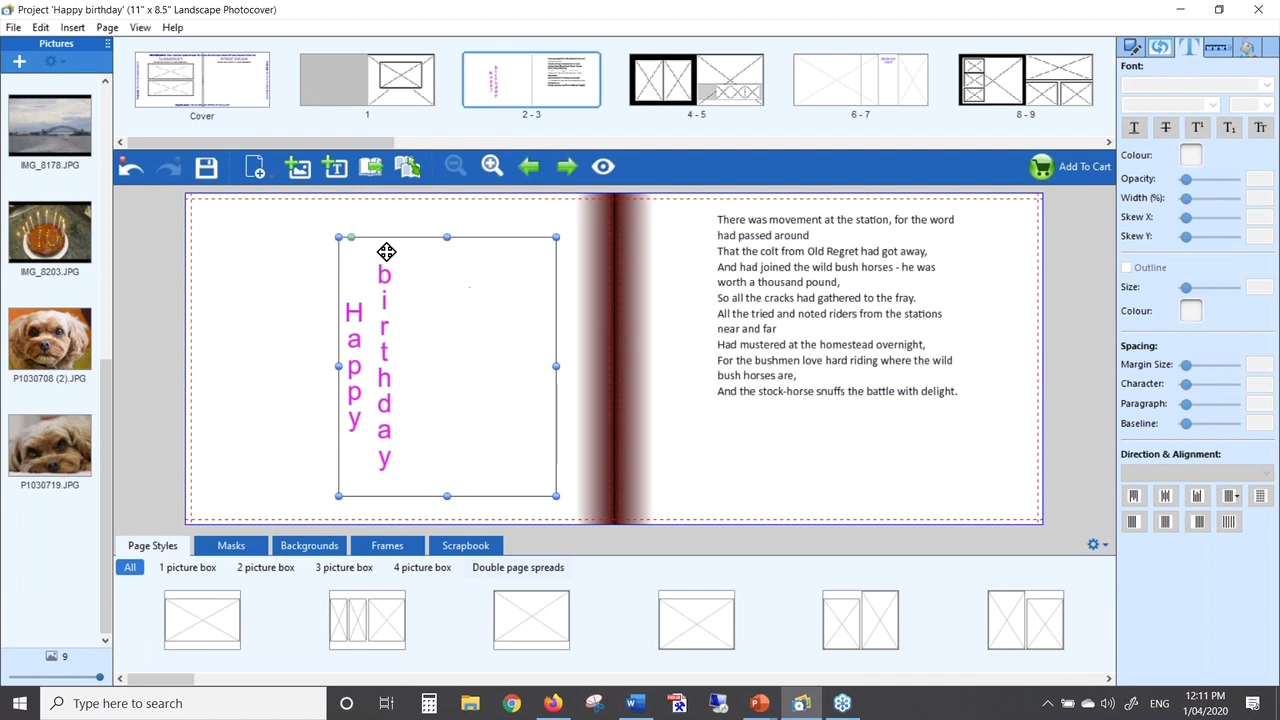 Project 'Happy birthday' (11" x 8.5" Landscape Photocover)
File Edit Insert Page View Help
Pictures
IMG_8178.JPG
IMG_8203.JPG
P1030708 (2).JPG
P1030719.JPG
9
Cover
1
2 - 3
4 - 5
6 - 7
8 - 9
Add To Cart
Happy
birthday
There was movement at the station, for the word
had passed around
That the colt from Old Regret had got away,
And had joined the wild bush horses - he was
worth a thousand pound,
So all the cracks had gathered to the fray.
All the tried and noted riders from the stations
near and far
Had mustered at the homestead overnight,
For the bushmen love hard riding where the wild
bush horses are,
And the stock-horse snuffs the battle with delight.
Page Styles Masks Backgrounds Frames Scrapbook
All 1 picture box 2 picture box 3 picture box 4 picture box Double page spreads
Font:
Colour:
Opacity:
Width (%):
Skew X:
Skew Y:
Outline
Size:
Colour:
Spacing:
Margin Size:
Character:
Paragraph:
Baseline:
Direction & Alignment:
Type here to search
ENG
12:11 PM
1/04/2020